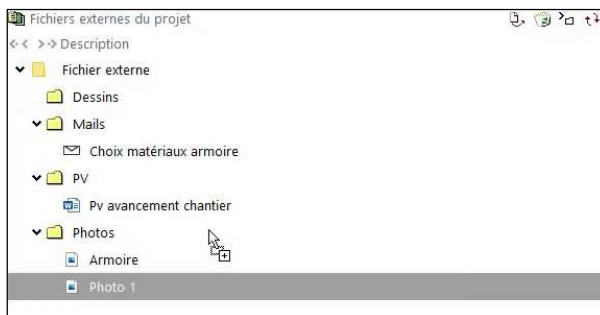 Fichiers externes du projet
Description
Fichier externe
Dessins
Mails
Choix matériaux armoire
PV
Pv avancement chantier
Photos
Armoire
Photo 1